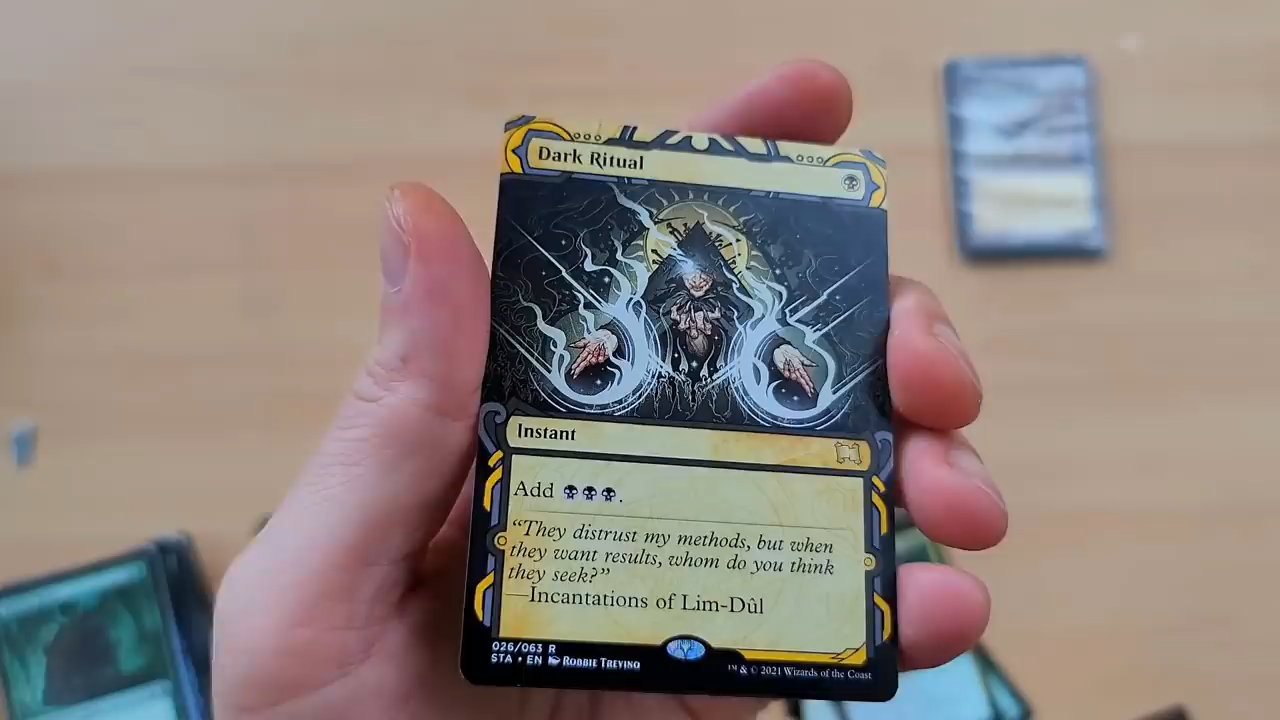 Dark Ritual
Instant
Add
“They distrust my methods, but when
they want results, whom do you think
they seek?”
—Incantations of Lim-Dûl
026/063 R
STA • EN Robbie Trevino
™ & © 2021 Wizards of the Coast